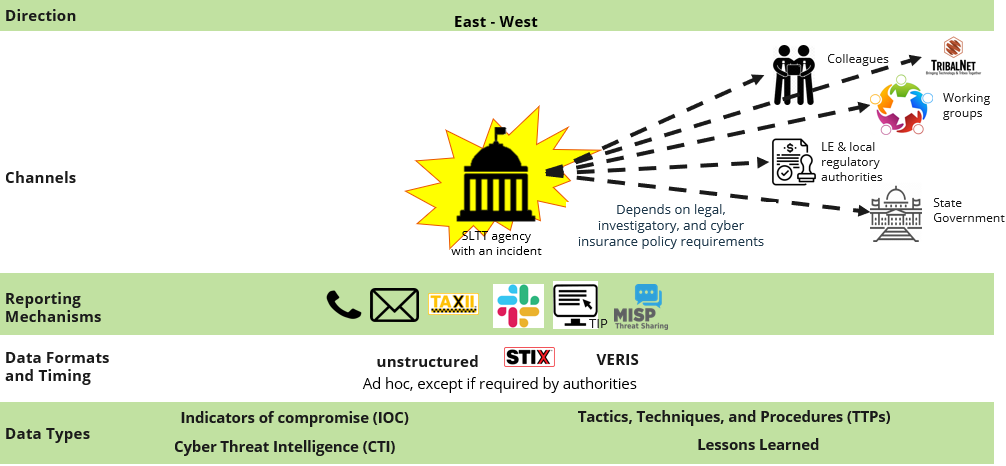 Direction
East - West
Channels
Colleagues
TRIBALNET
Bringing Technology & Tribes Together
Working
groups
LE & local
regulatory
authorities
State
Government
SLTT agency
with an incident
Depends on legal,
investigatory, and cyber
insurance policy requirements
Reporting
Mechanisms
TAXII
TIP
MISP
Threat Sharing
Data Formats
and Timing
unstructured
STIX
VERIS
Ad hoc, except if required by authorities
Data Types
Indicators of compromise (IOC)
Tactics, Techniques, and Procedures (TTPs)
Cyber Threat Intelligence (CTI)
Lessons Learned